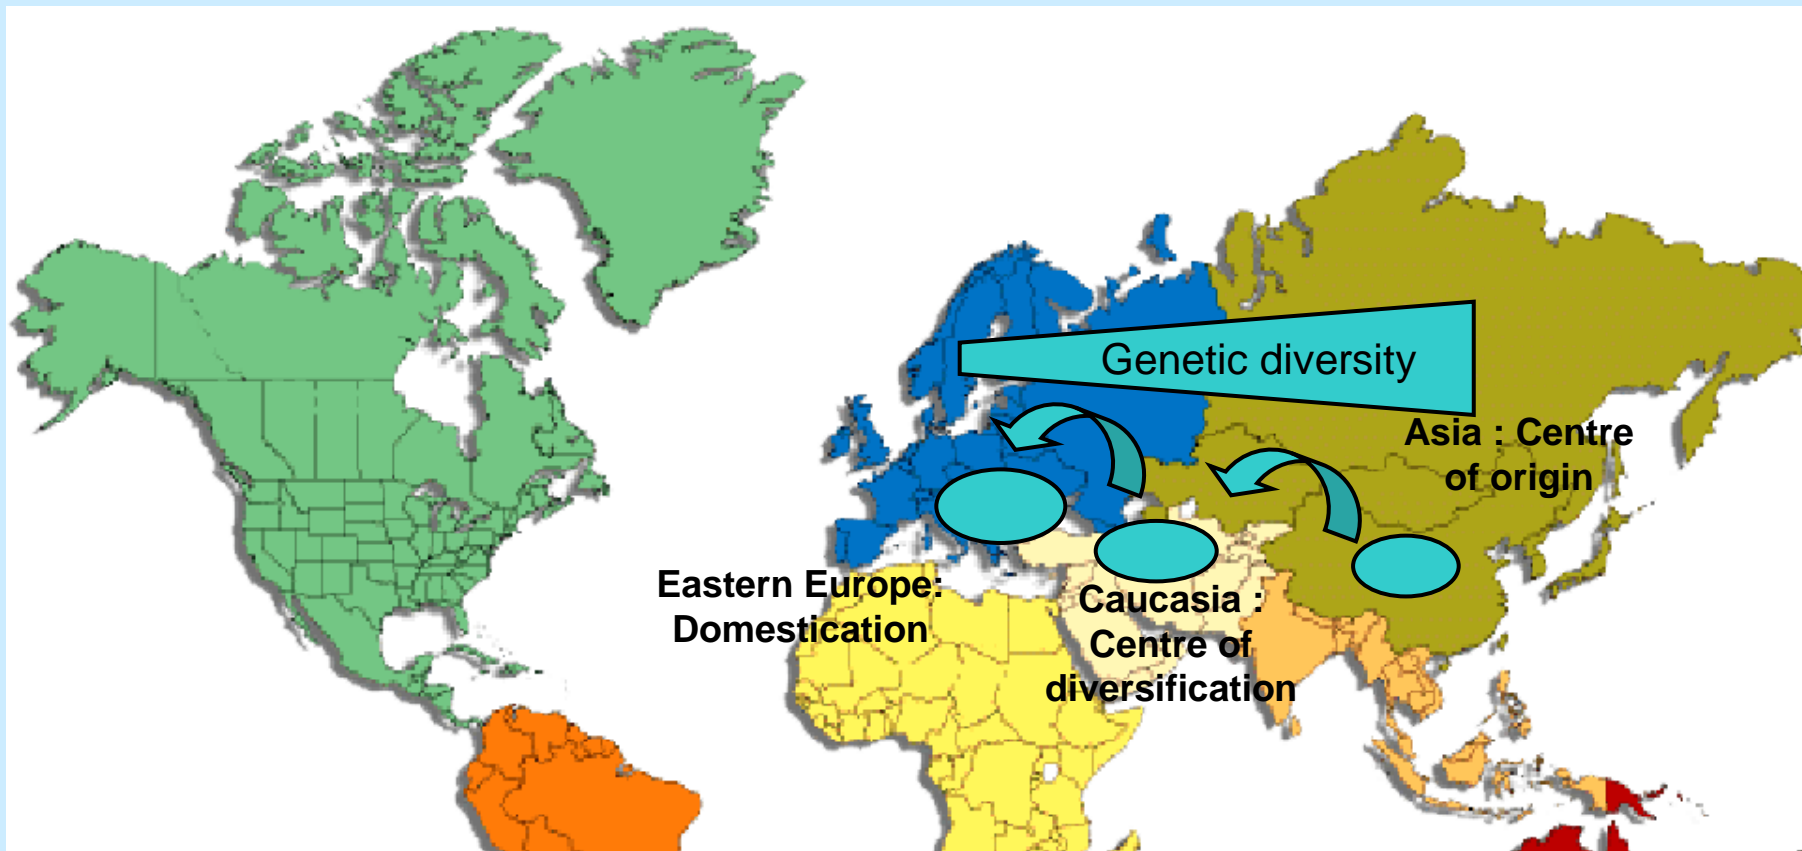 Genetic diversity
Asia : Centre
of origin
Eastern Europe:
Domestication
Caucasia :
Centre of
diversification